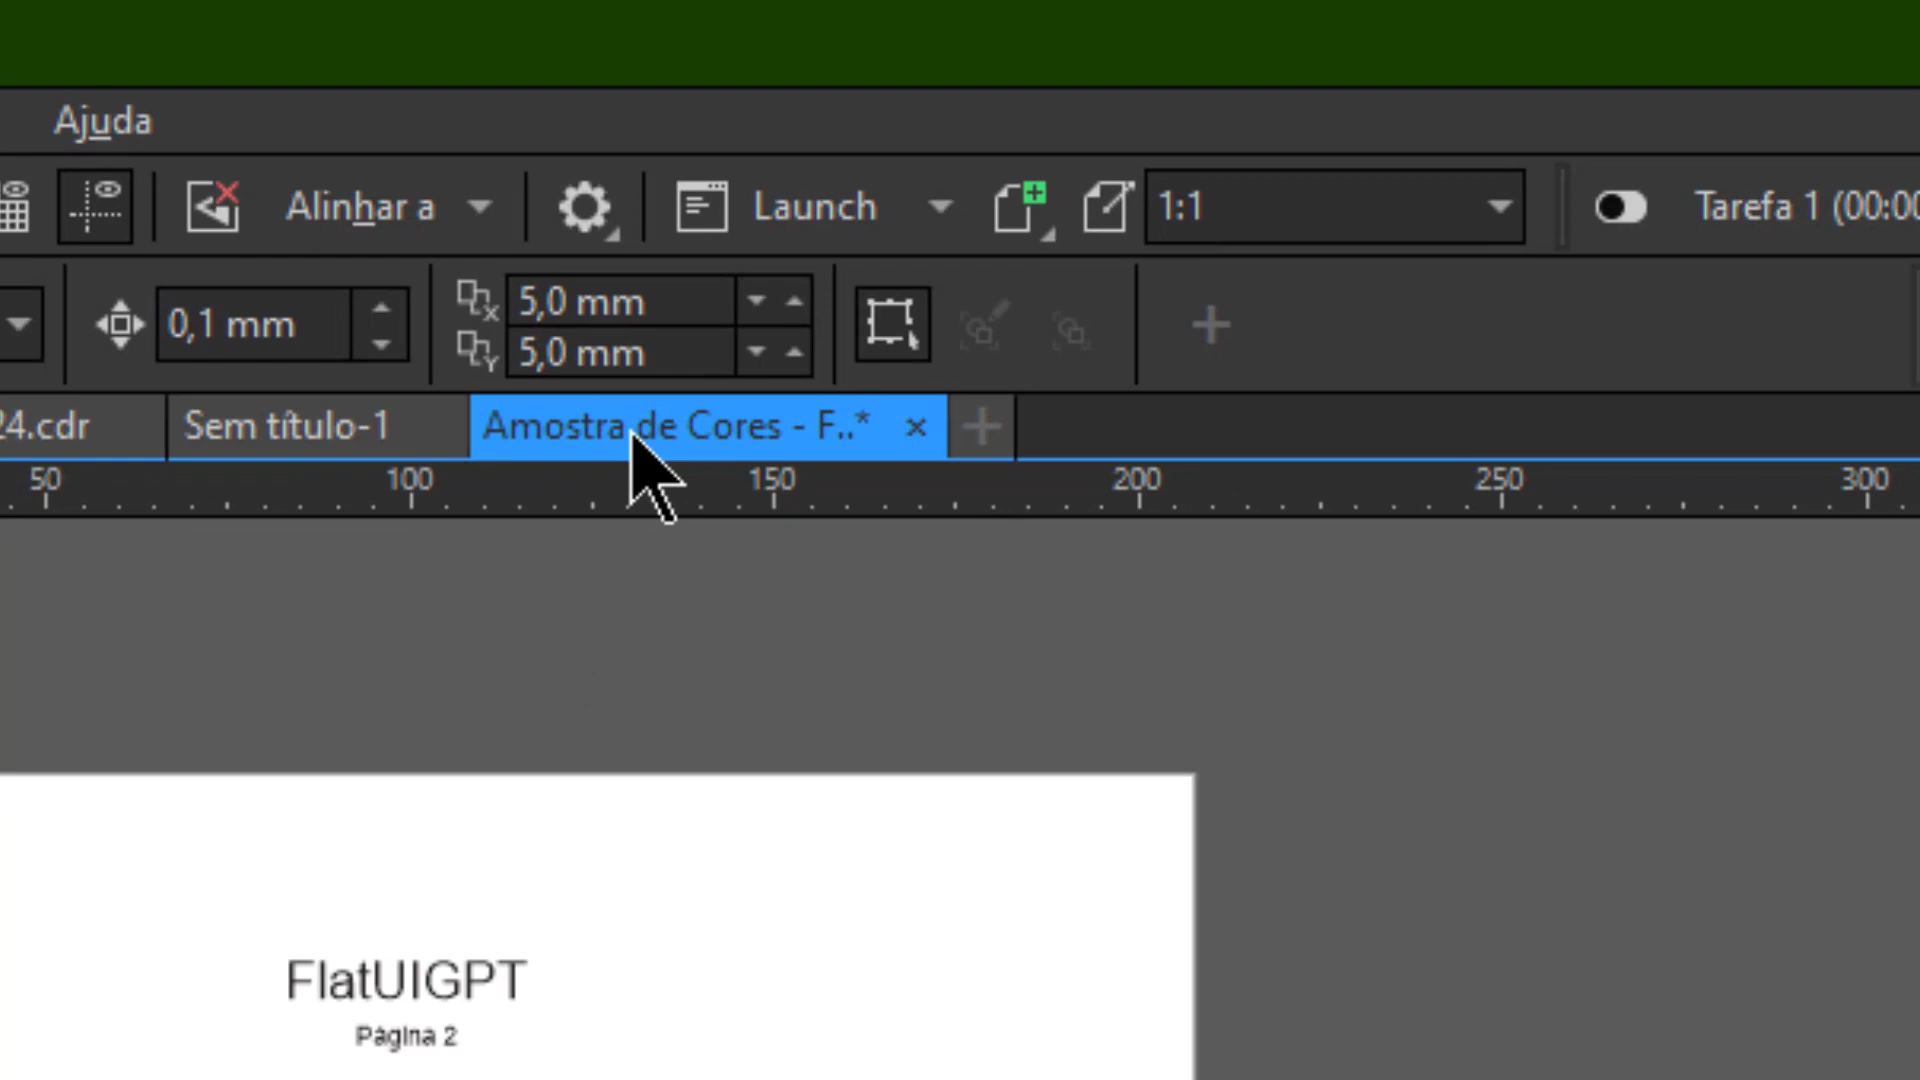 Ajuda
Alinhar a
Launch
1:1
Tarefa 1 (00:00
0,1 mm
5,0 mm
5,0 mm
24.cdr
Sem título-1
Amostra de Cores - F..*
50 100 150 200 250 300
FlatUIGPT
Página 2